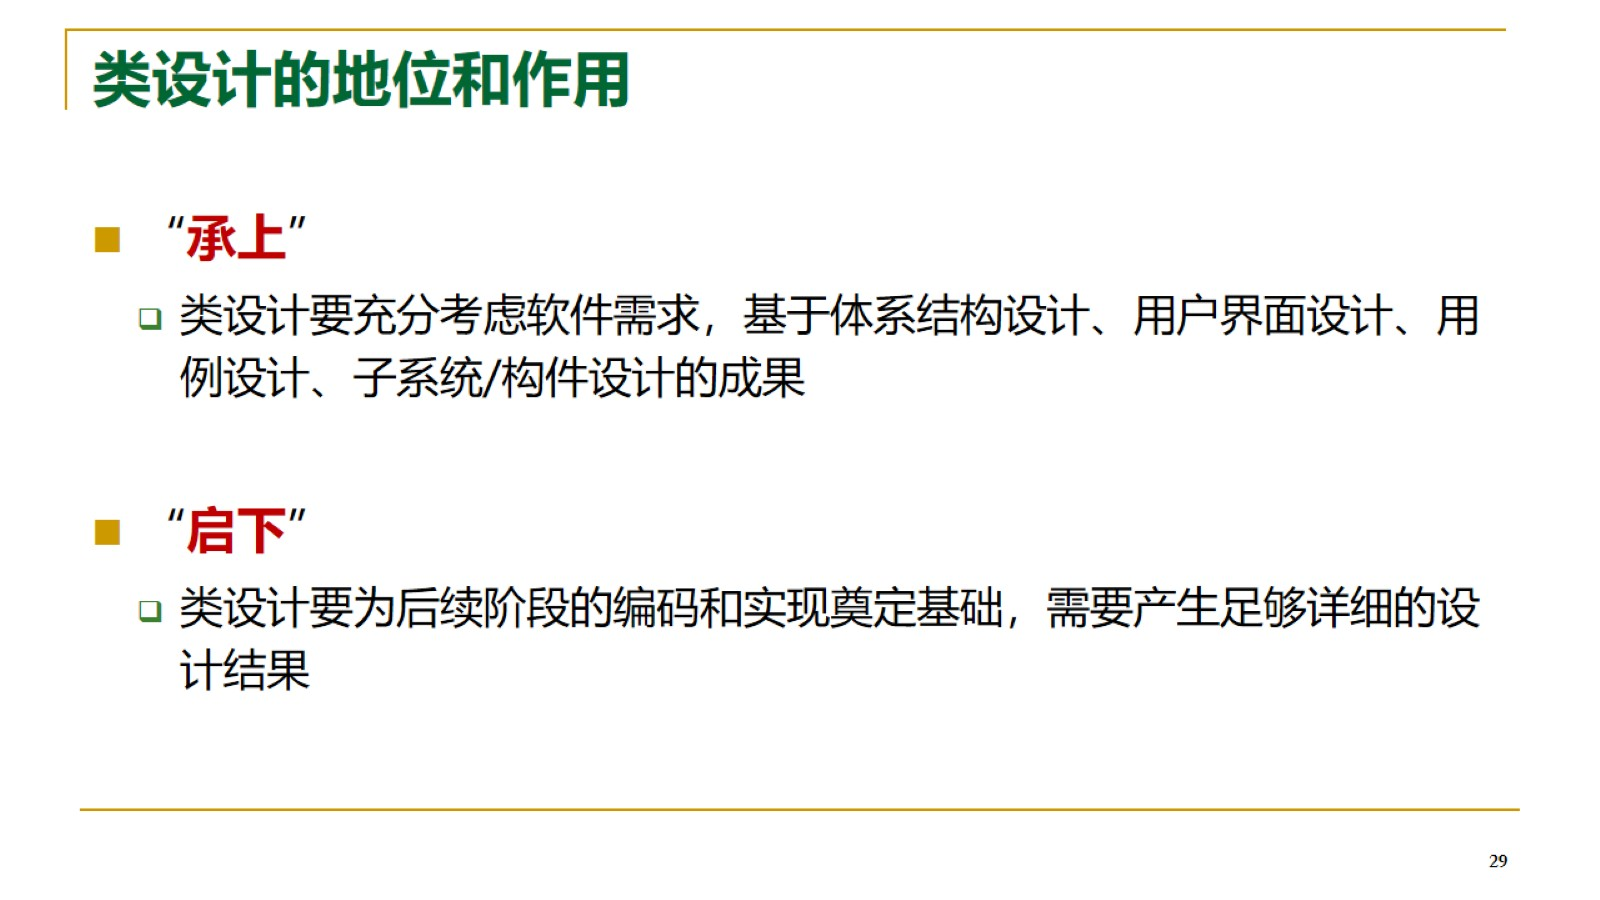 类设计的地位和作用
“承上”
类设计要充分考虑软件需求，基于体系结构设计、用户界面设计、用
例设计、子系统/构件设计的成果
“启下”
类设计要为后续阶段的编码和实现奠定基础，需要产生足够详细的设
计结果
29